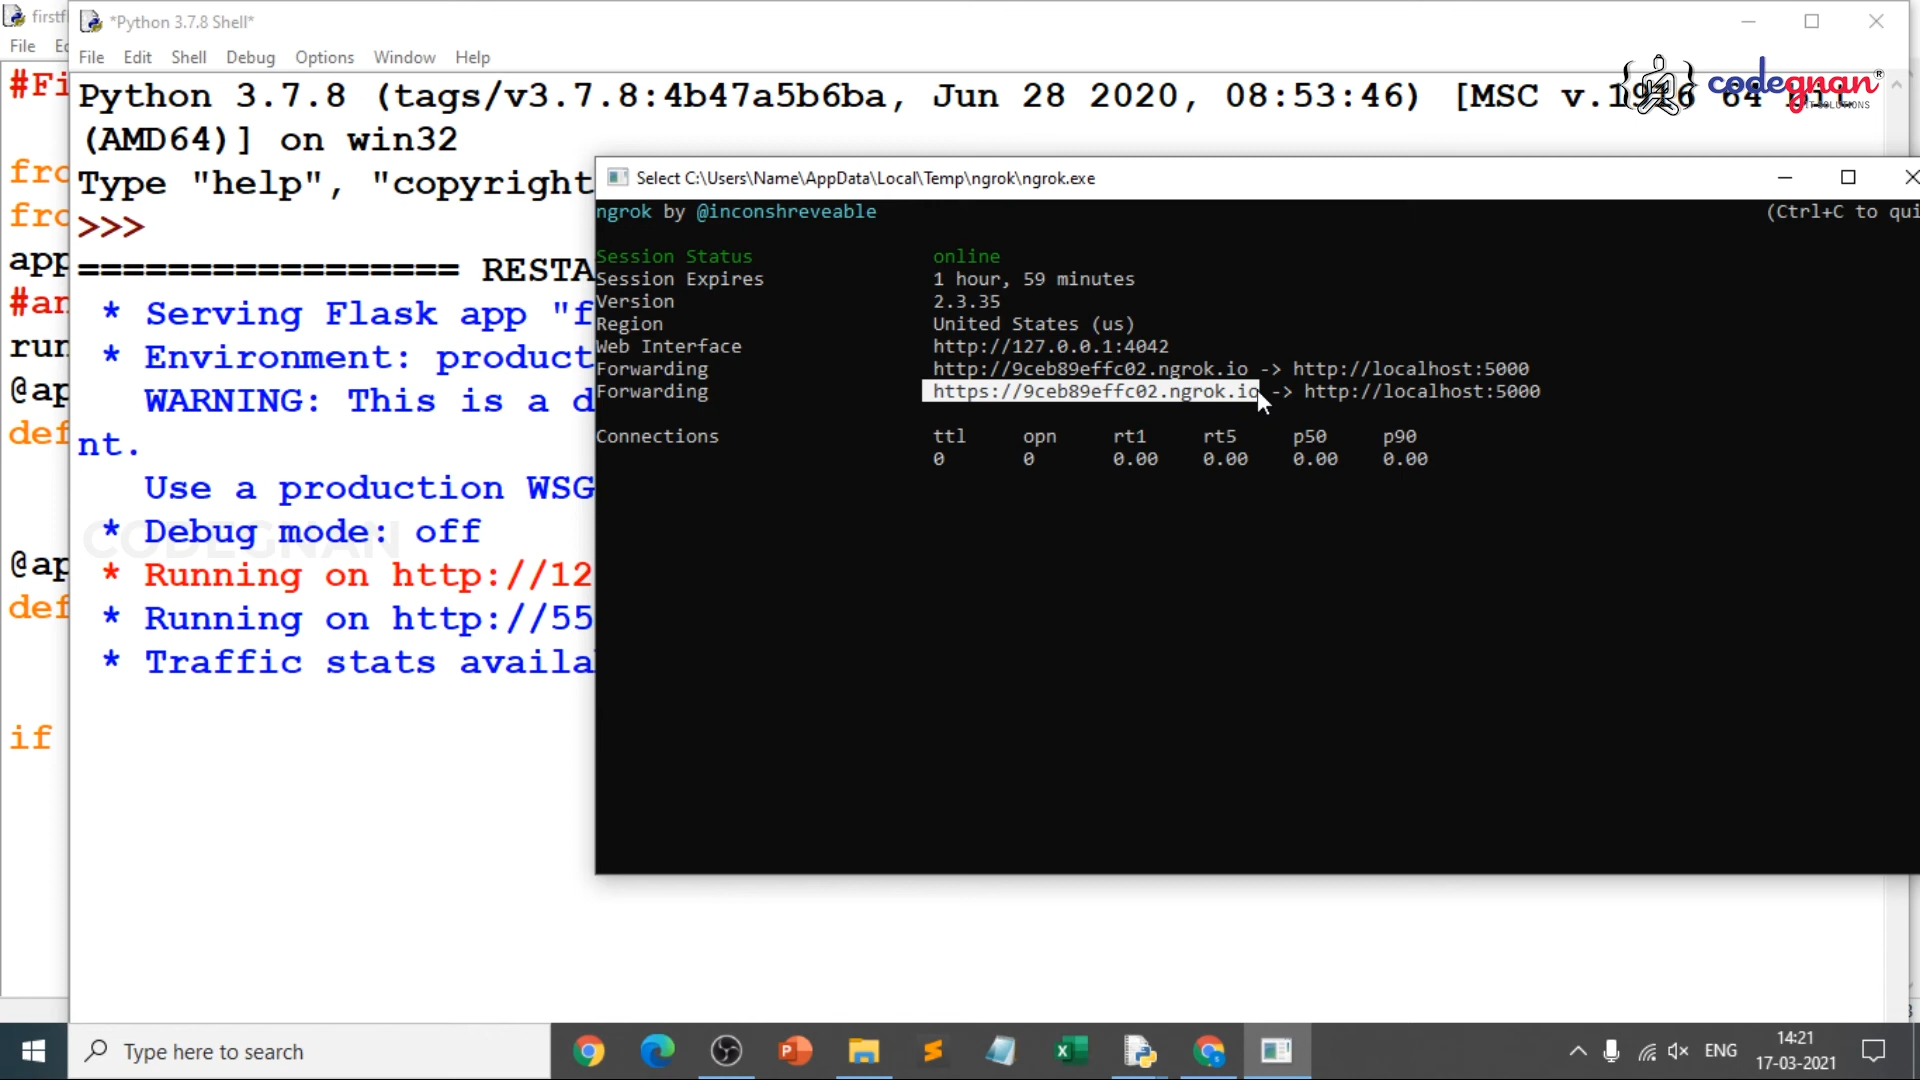 firstf
File
#Fi
fro
fro
app
#an
run
@ap
def
@ap
def
if
*Python 3.7.8 Shell*
File Edit Shell Debug Options Window Help
Python 3.7.8 (tags/v3.7.8:4b47a5b6ba, Jun 28 2020, 08:53:46) [MSC v.1916 64 bit
(AMD64)] on win32
Type "help", "copyright
>>>
================= RESTA
* Serving Flask app "f
* Environment: product
WARNING: This is a d
nt.
Use a production WSG
* Debug mode: off
* Running on http://12
* Running on http://55
* Traffic stats availa
CODEGNAN
codegnan®
IT SOLUTIONS
Select C:\Users\Name\AppData\Local\Temp\ngrok\ngrok.exe
ngrok by @inconshreveable (Ctrl+C to qui
Session Status online
Session Expires 1 hour, 59 minutes
Version 2.3.35
Region United States (us)
Web Interface http://127.0.0.1:4042
Forwarding http://9ceb89effc02.ngrok.io -> http://localhost:5000
Forwarding https://9ceb89effc02.ngrok.io -> http://localhost:5000
Connections ttl opn rt1 rt5 p50 p90
0 0 0.00 0.00 0.00 0.00
Type here to search
ENG
14:21
17-03-2021